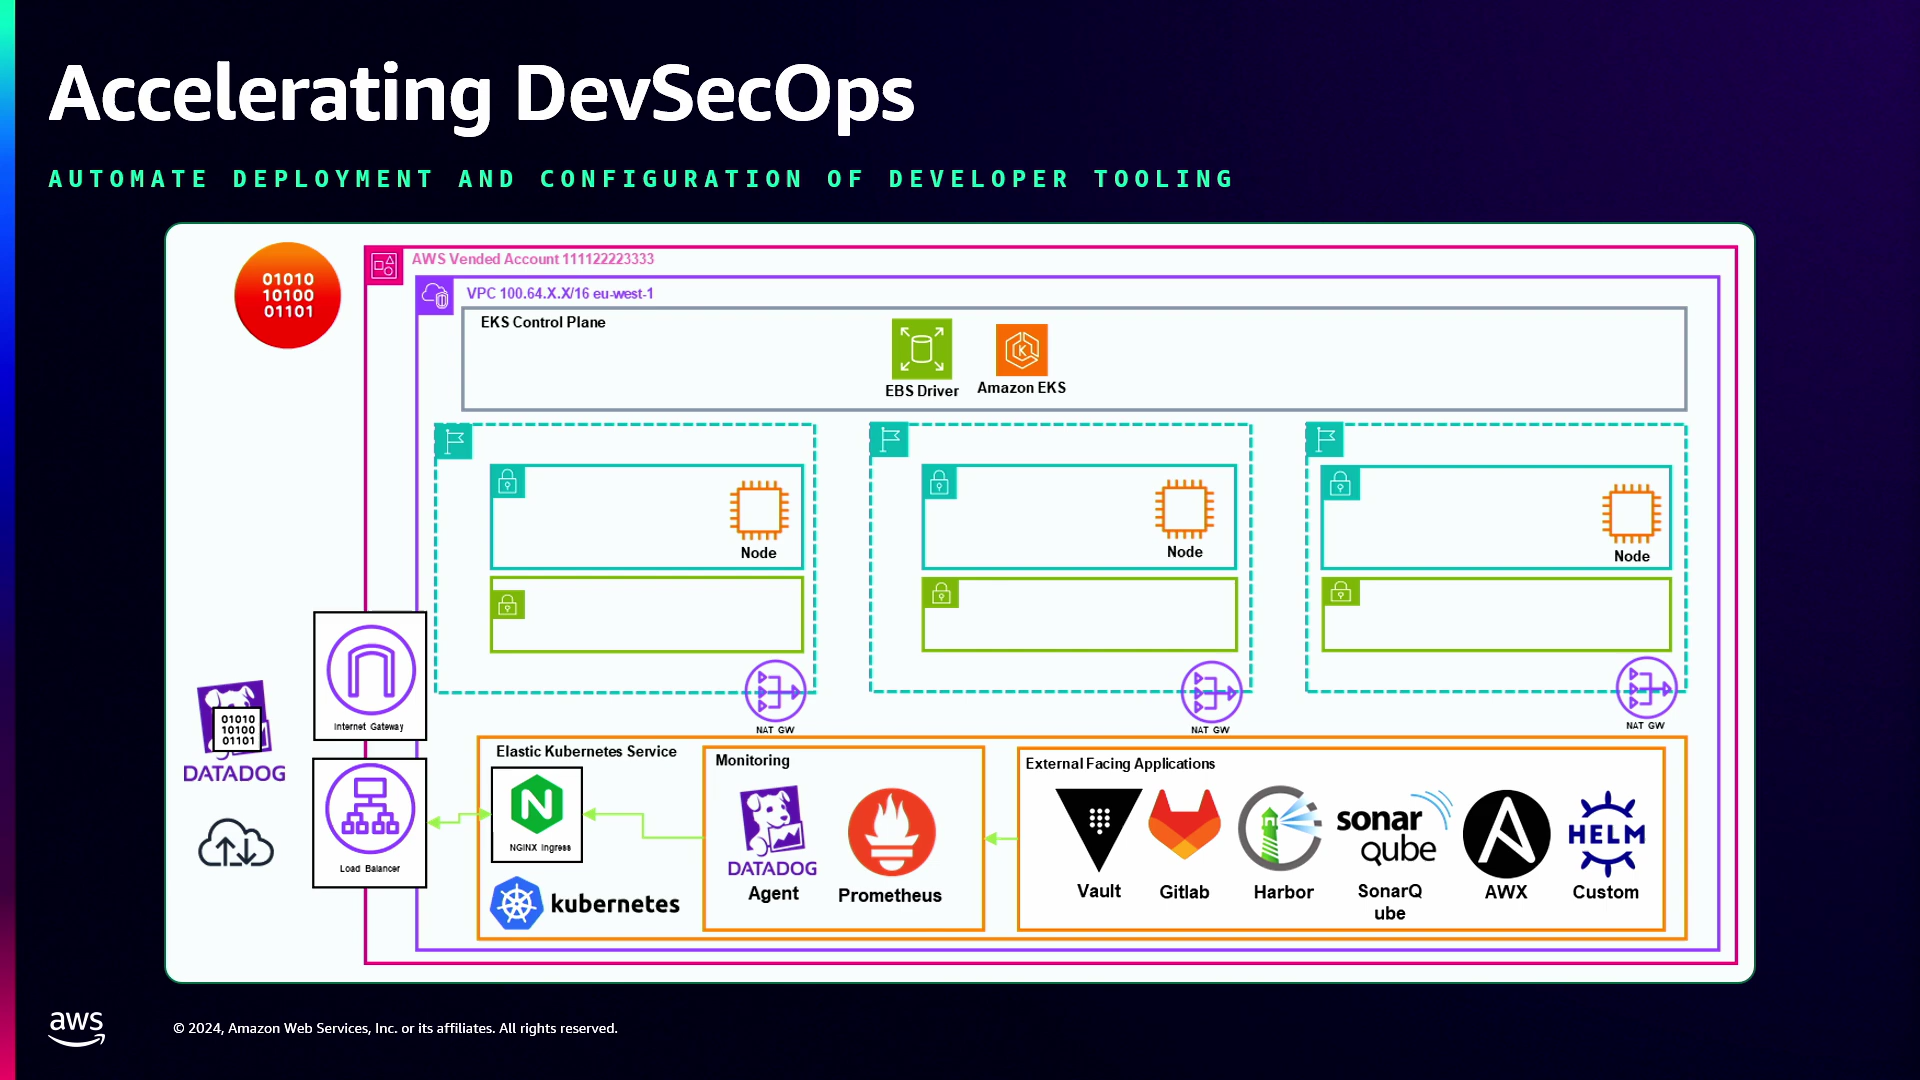 Accelerating DevSecOps
AUTOMATE DEPLOYMENT AND CONFIGURATION OF DEVELOPER TOOLING
01010
10100
01101
AWS Vended Account 111122223333
VPC 100.64.X.X/16 eu-west-1
EKS Control Plane
EBS Driver
Amazon EKS
Node
Node
Node
Internet Gateway
NAT GW
NAT GW
NAT GW
01010
10100
01101
DATADOG
Load Balancer
Elastic Kubernetes Service
NGINX Ingress
kubernetes
Monitoring
DATADOG
Agent
Prometheus
External Facing Applications
Vault
Gitlab
Harbor
sonar
qube
SonarQ
ube
AWX
HELM
Custom
aws
© 2024, Amazon Web Services, Inc. or its affiliates. All rights reserved.